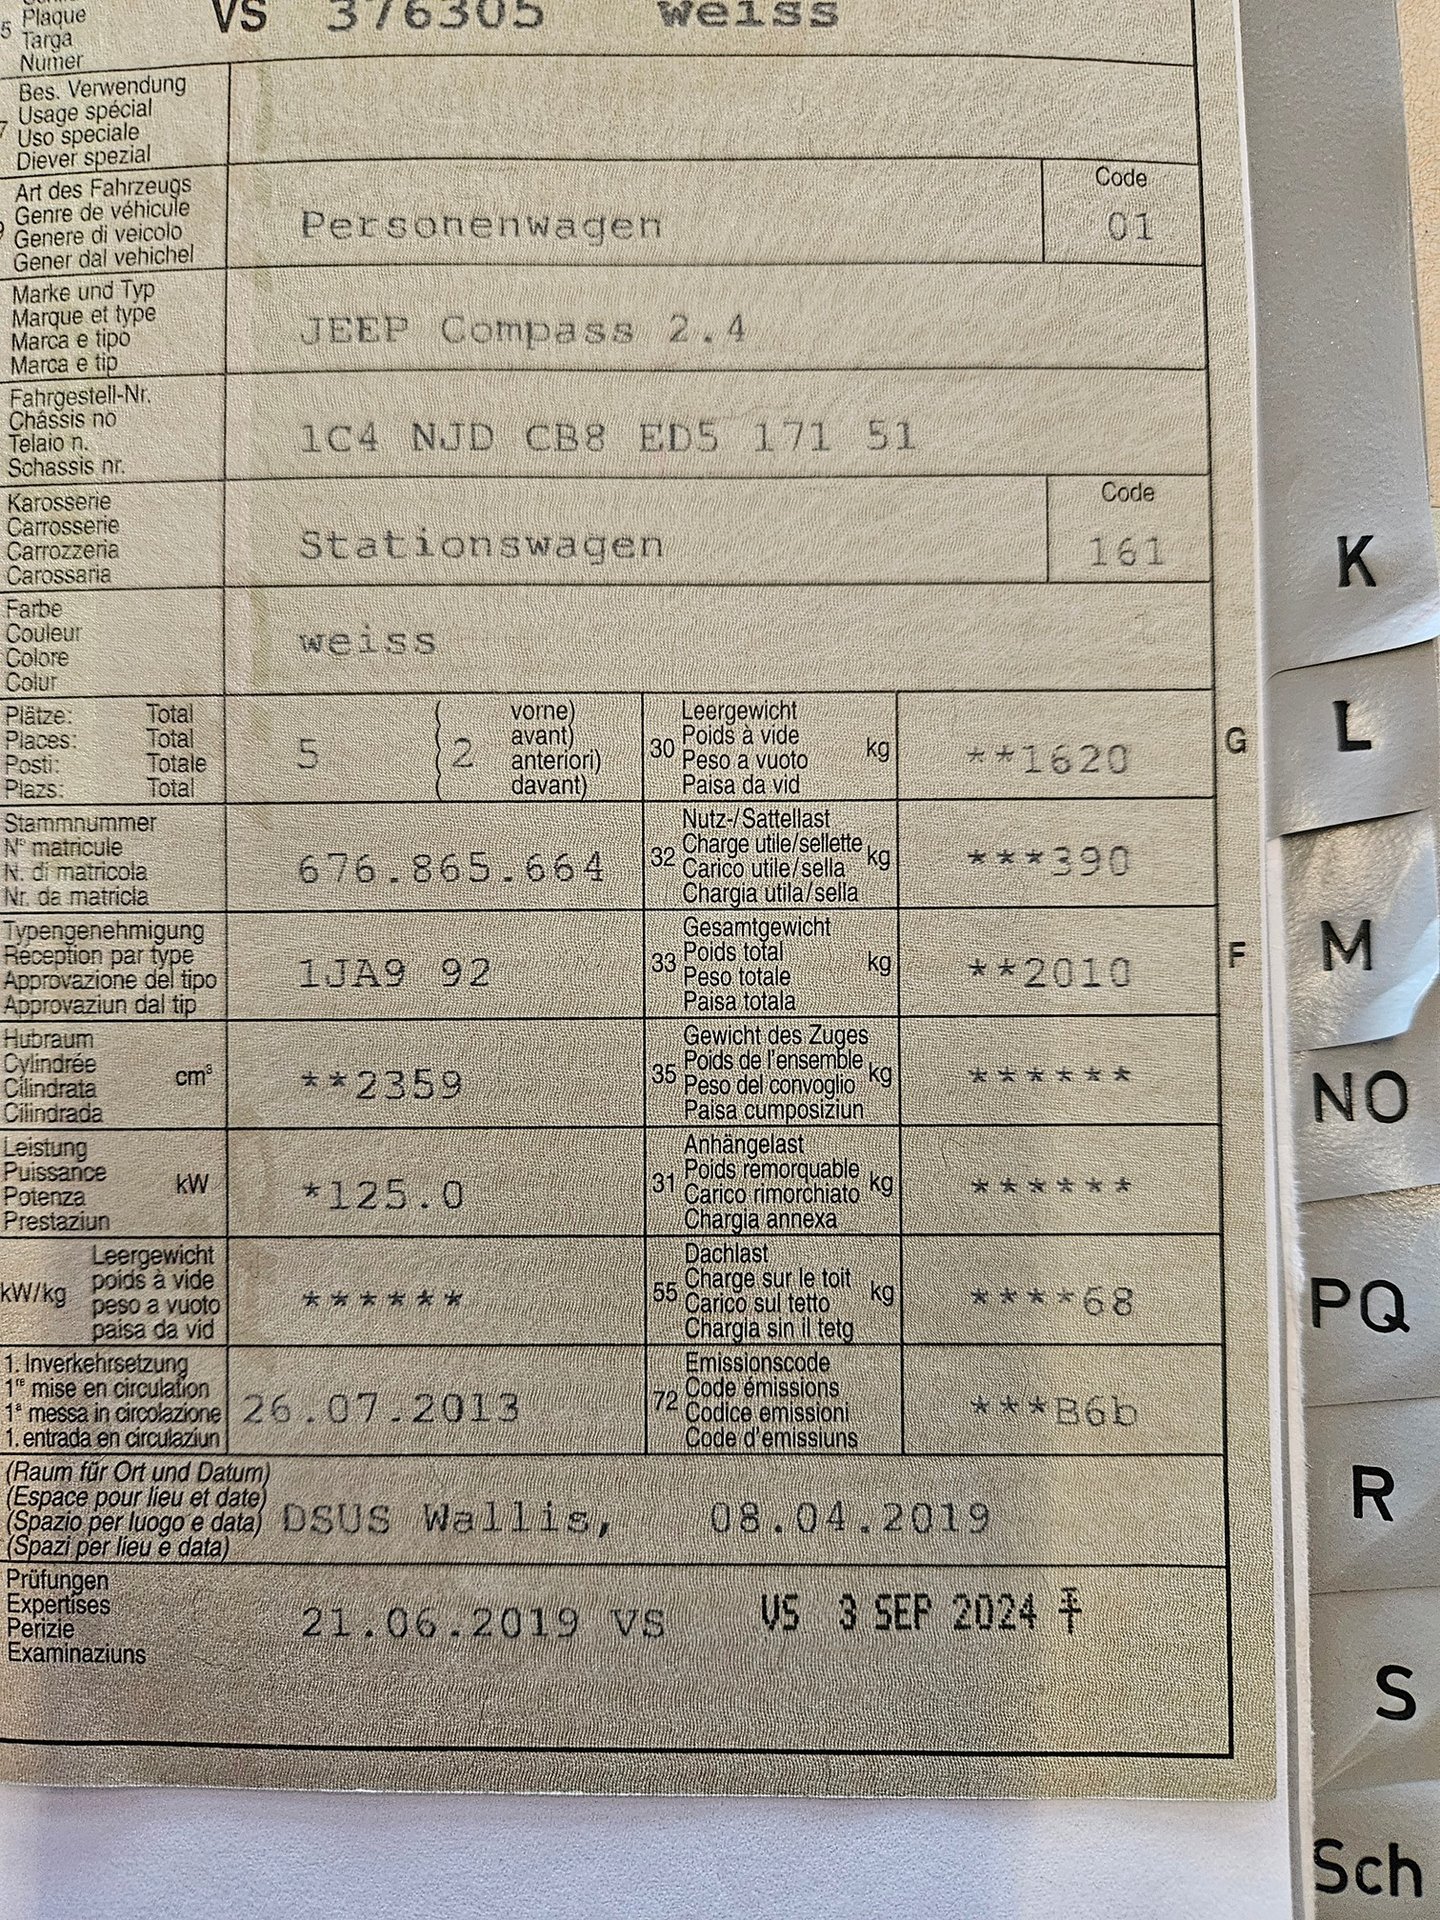 5 Plaque VS 376305 weiss
Targa
Numer
Bes. Verwendung
7 Usage spécial
Uso speciale
Diever spezial
Art des Fahrzeugs Code
9 Genre de véhicule Personenwagen 01
Genere di veicolo
Gener dal vehichel
Marke und Typ
Marque et type JEEP Compass 2.4
Marca e tipo
Marca e tip
Fahrgestell-Nr.
Châssis no 1C4 NJD CB8 ED5 171 51
Telaio n.
Schassis nr.
Karosserie Code
Carrosserie Stationswagen 161
Carrozzeria
Carossaria
Farbe
Couleur weiss
Colore
Colur
Plätze: Total 5 ( 2 vorne)
Places: Total avant)
Posti: Totale anteriori)
Plazs: Total davant)
30 Leergewicht kg **1620 G
Poids à vide
Peso a vuoto
Paisa da vid
Stammnummer
N° matricule 676.865.664
N. di matricola
Nr. da matricla
32 Nutz-/Sattellast kg ***390
Charge utile/sellette
Carico utile/sella
Chargia utila/sella
Typengenehmigung
Réception par type 1JA9 92
Approvazione del tipo
Approvaziun dal tip
33 Gesamtgewicht kg **2010 F
Poids total
Peso totale
Paisa totala
Hubraum
Cylindrée cm³ **2359
Cilindrata
Cilindrada
35 Gewicht des Zuges kg ******
Poids de l'ensemble
Peso del convoglio
Paisa cumposiziun
Leistung
Puissance kW *125.0
Potenza
Prestaziun
31 Anhängelast kg ******
Poids remorquable
Carico rimorchiato
Chargia annexa
kW/kg Leergewicht ******
poids à vide
peso a vuoto
paisa da vid
55 Dachlast kg ****68
Charge sur le toit
Carico sul tetto
Chargia sin il tetg
1. Inverkehrsetzung
1re mise en circulation 26.07.2013
1a messa in circolazione
1. entrada en circulaziun
72 Emissionscode ***B6b
Code émissions
Codice emissioni
Code d'emissiuns
(Raum für Ort und Datum)
(Espace pour lieu et date) DSUS Wallis, 08.04.2019
(Spazio per luogo e data)
(Spazi per lieu e data)
Prüfungen
Expertises 21.06.2019 VS VS 3 SEP 2024
Perizie
Examinaziuns
K
L
M
NO
PQ
R
S
Sch